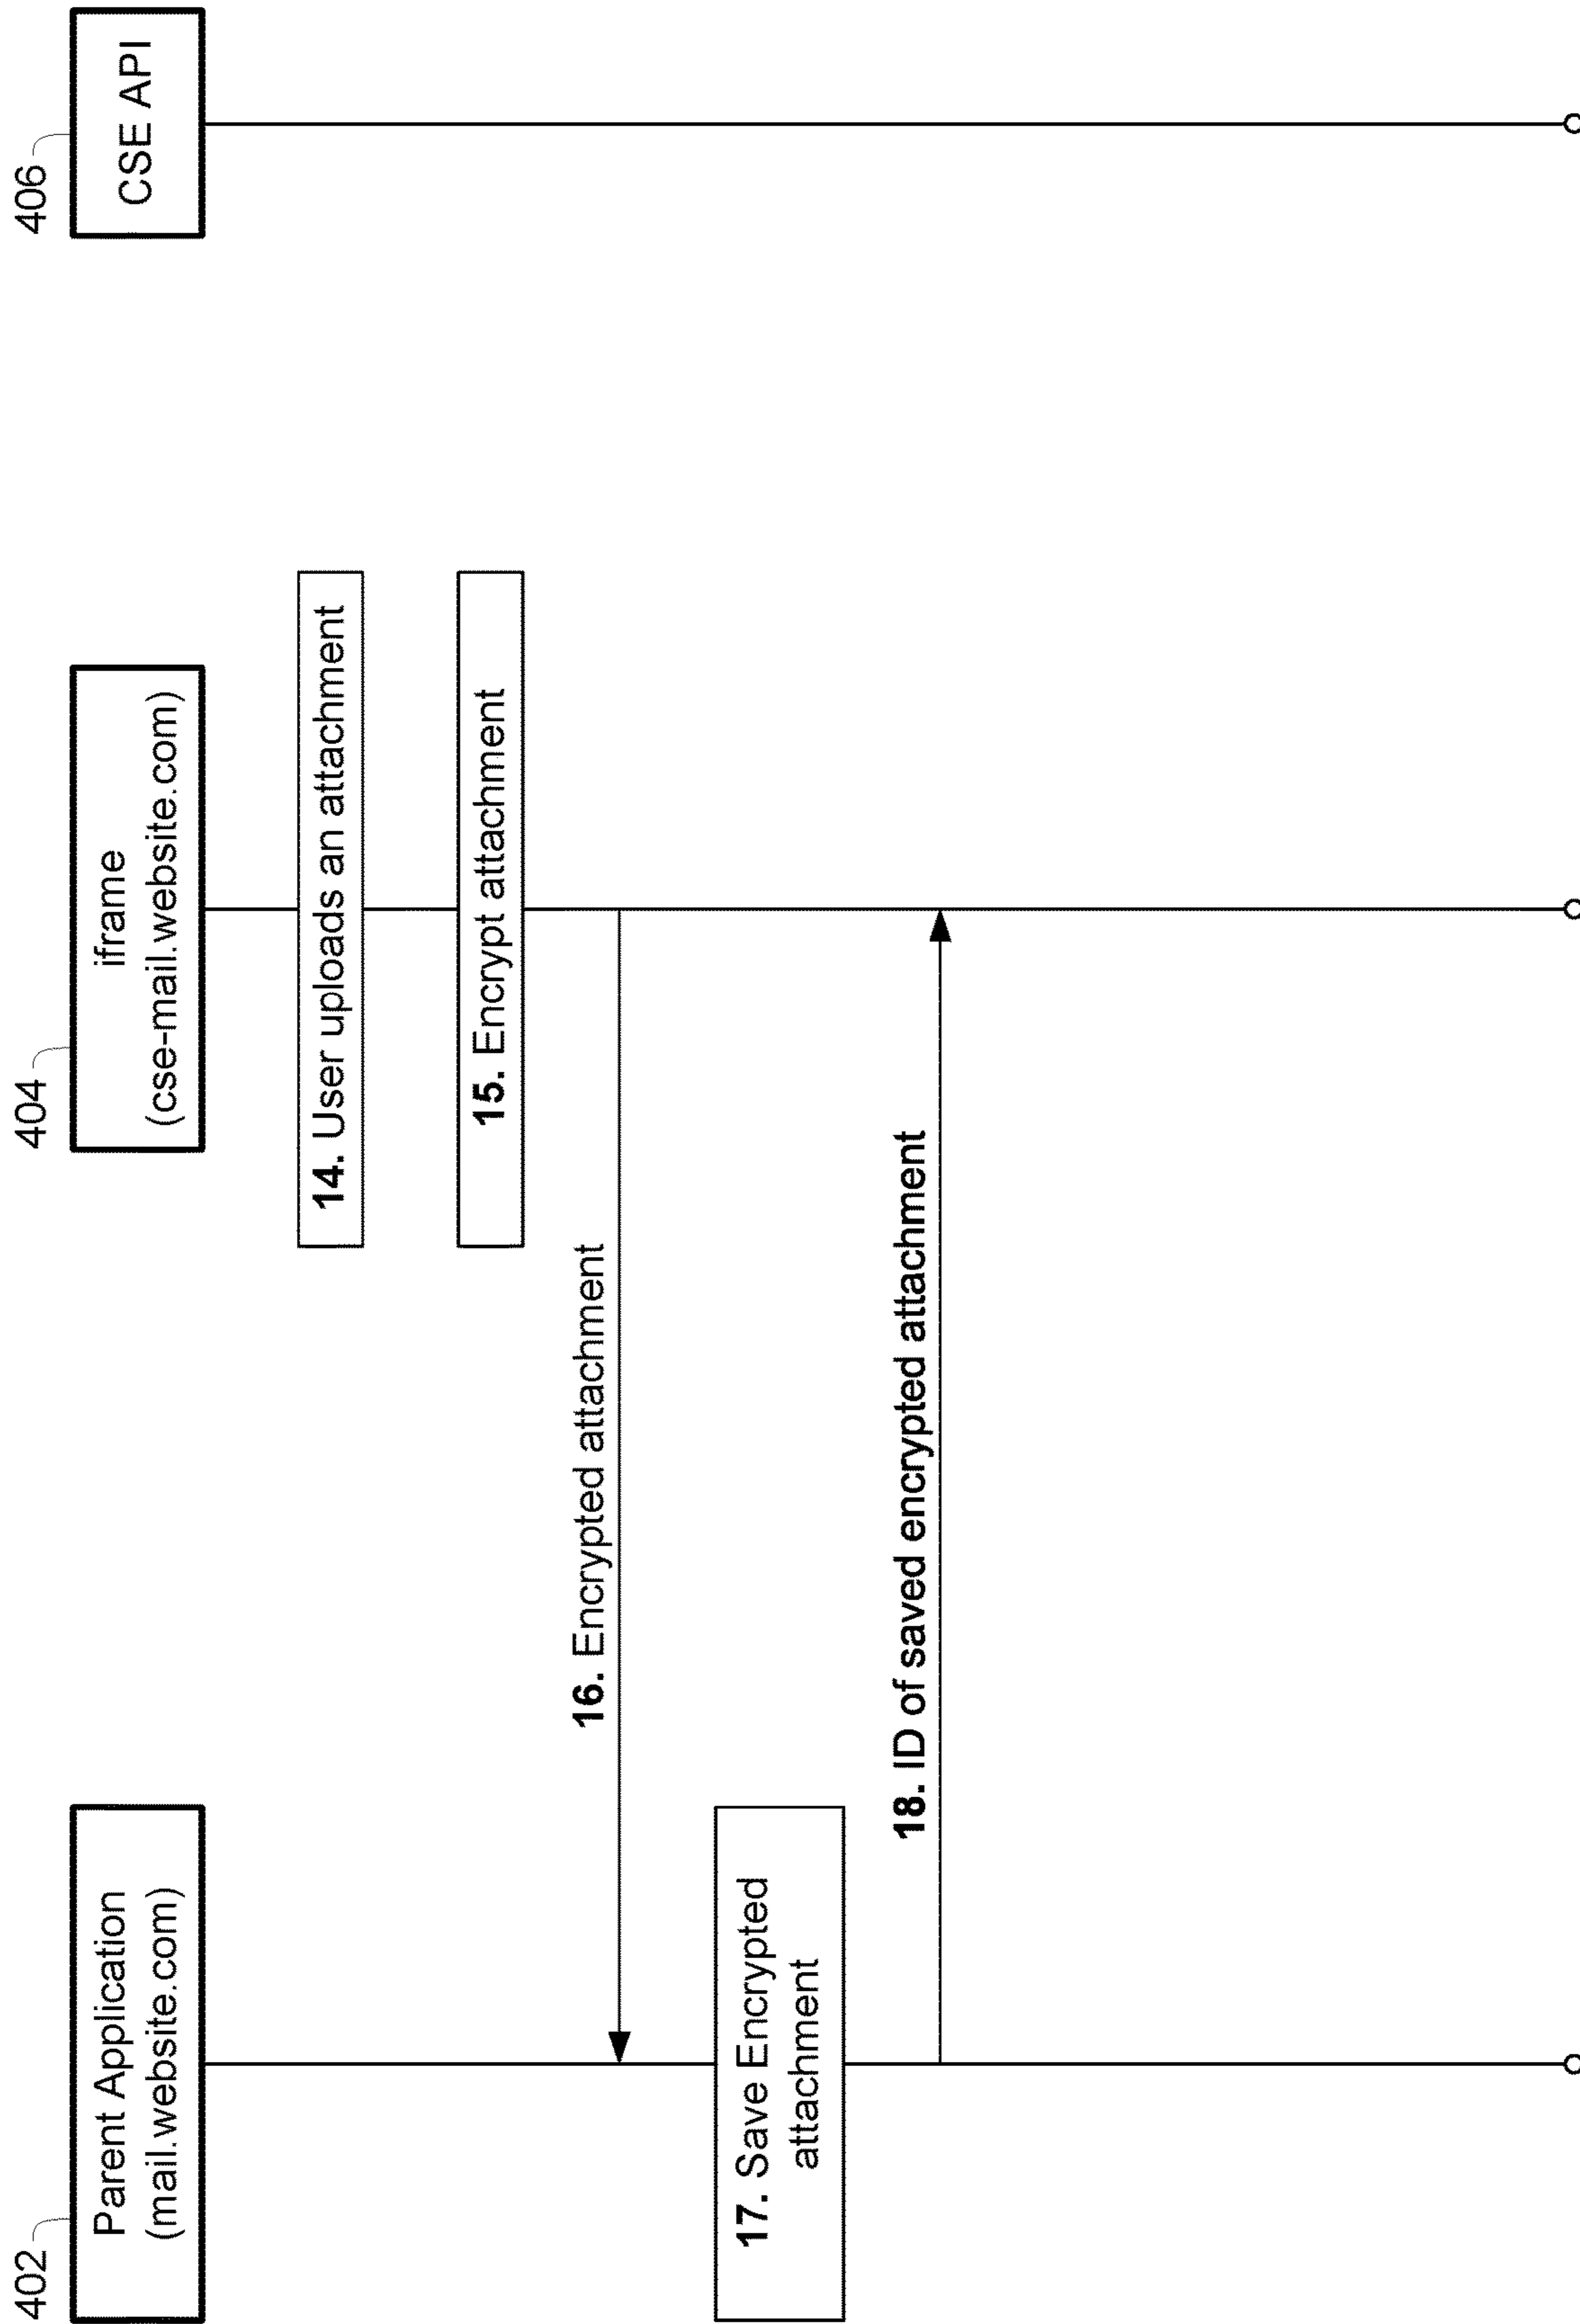 402
Parent Application
(mail.website.com)
404
iframe
(cse-mail.website.com)
406
CSE API
14. User uploads an attachment
15. Encrypt attachment
16. Encrypted attachment
17. Save Encrypted
attachment
18. ID of saved encrypted attachment